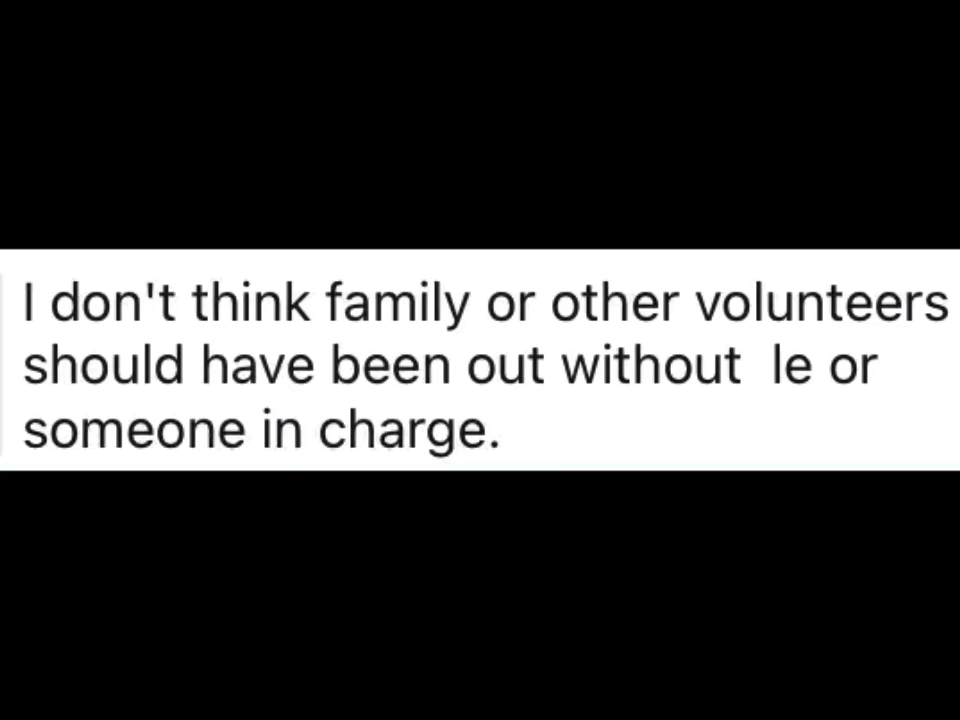 I don't think family or other volunteers
should have been out without  le or
someone in charge.